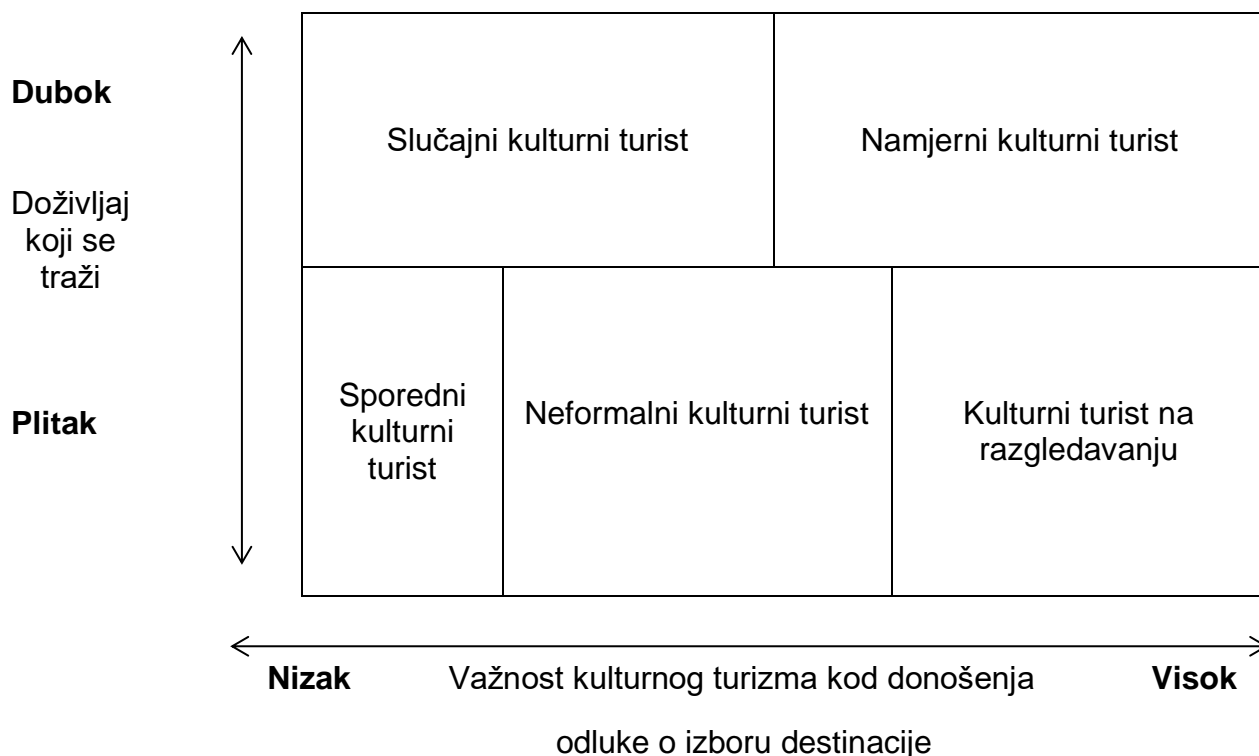 Dubok
Slučajni kulturni turist
Namjerni kulturni turist
Doživljaj
koji se
traži
Plitak
Sporedni
kulturni
turist
Neformalni kulturni turist
Kulturni turist na
razgledavanju
Nizak
Važnost kulturnog turizma kod donošenja
Visok
odluke o izboru destinacije